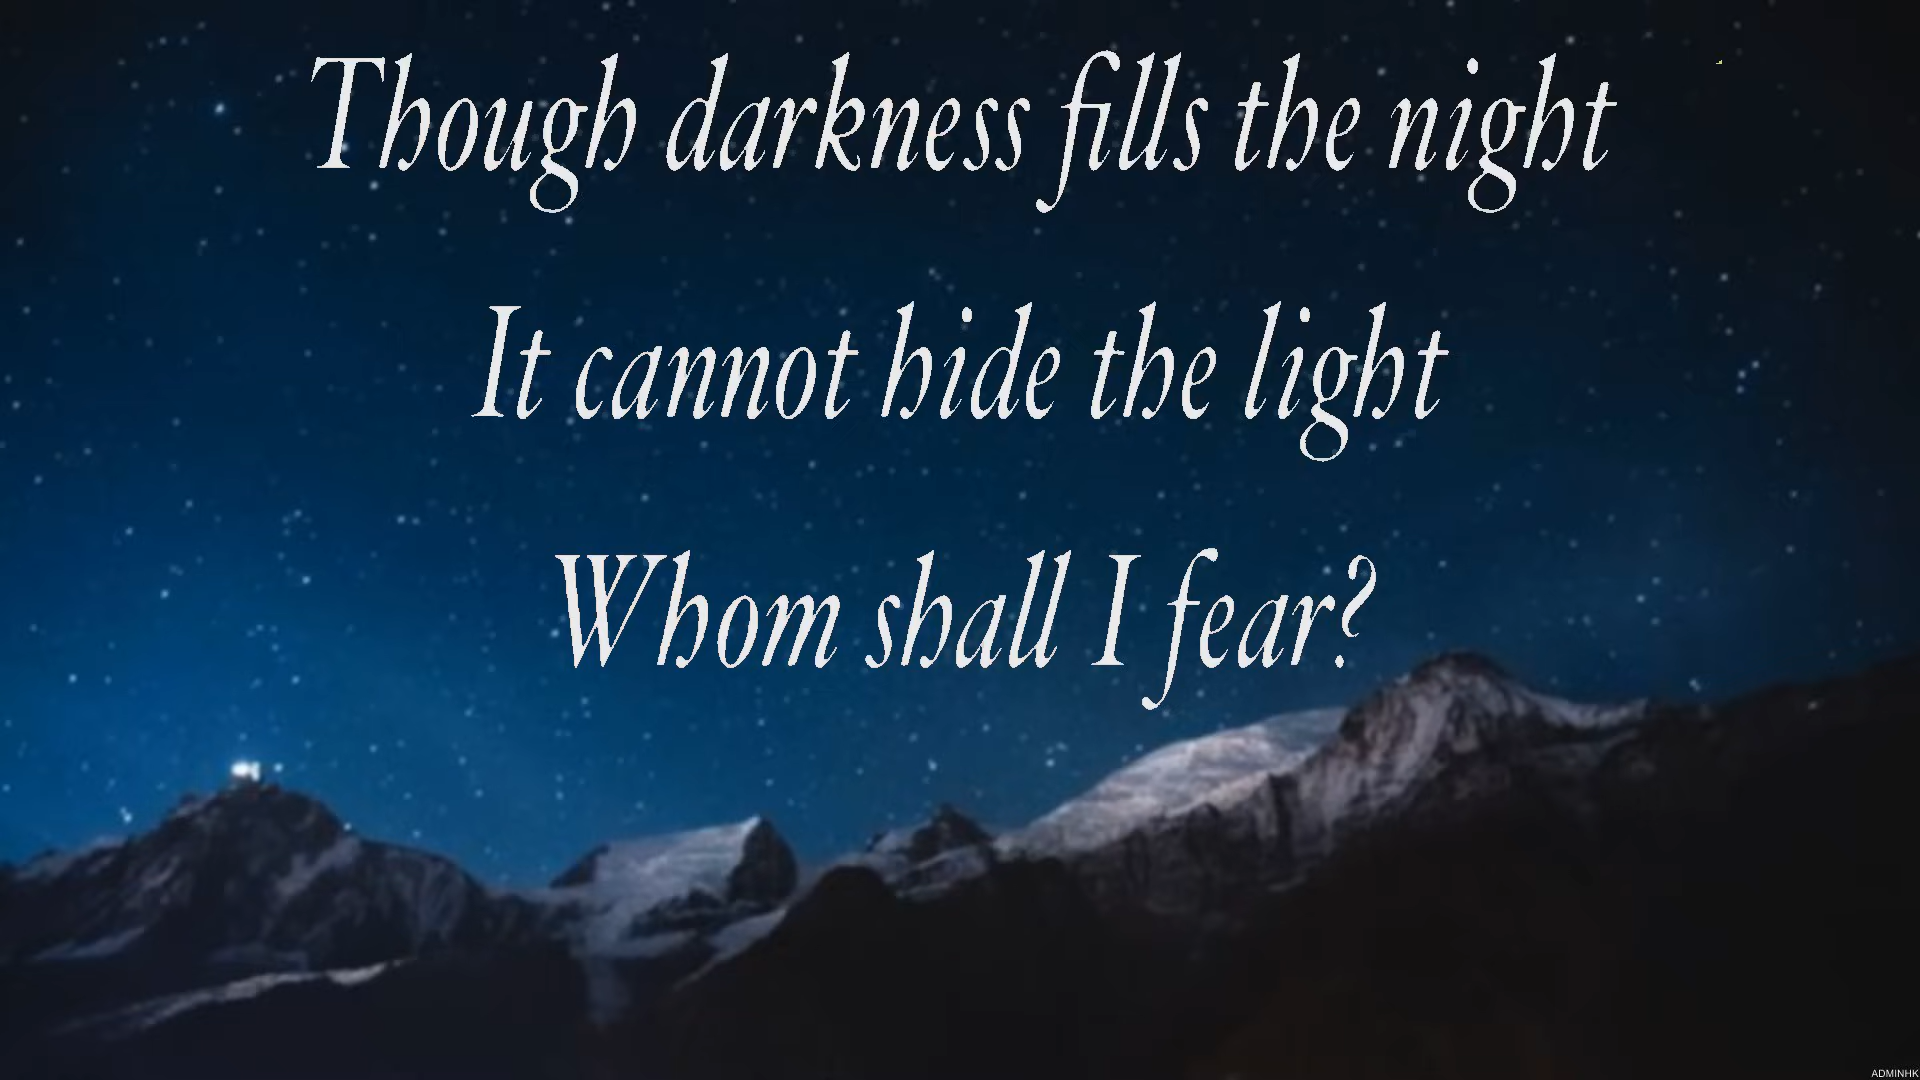 Though darkness fills the night
It cannot hide the light
Whom shall I fear?
ADMINHK